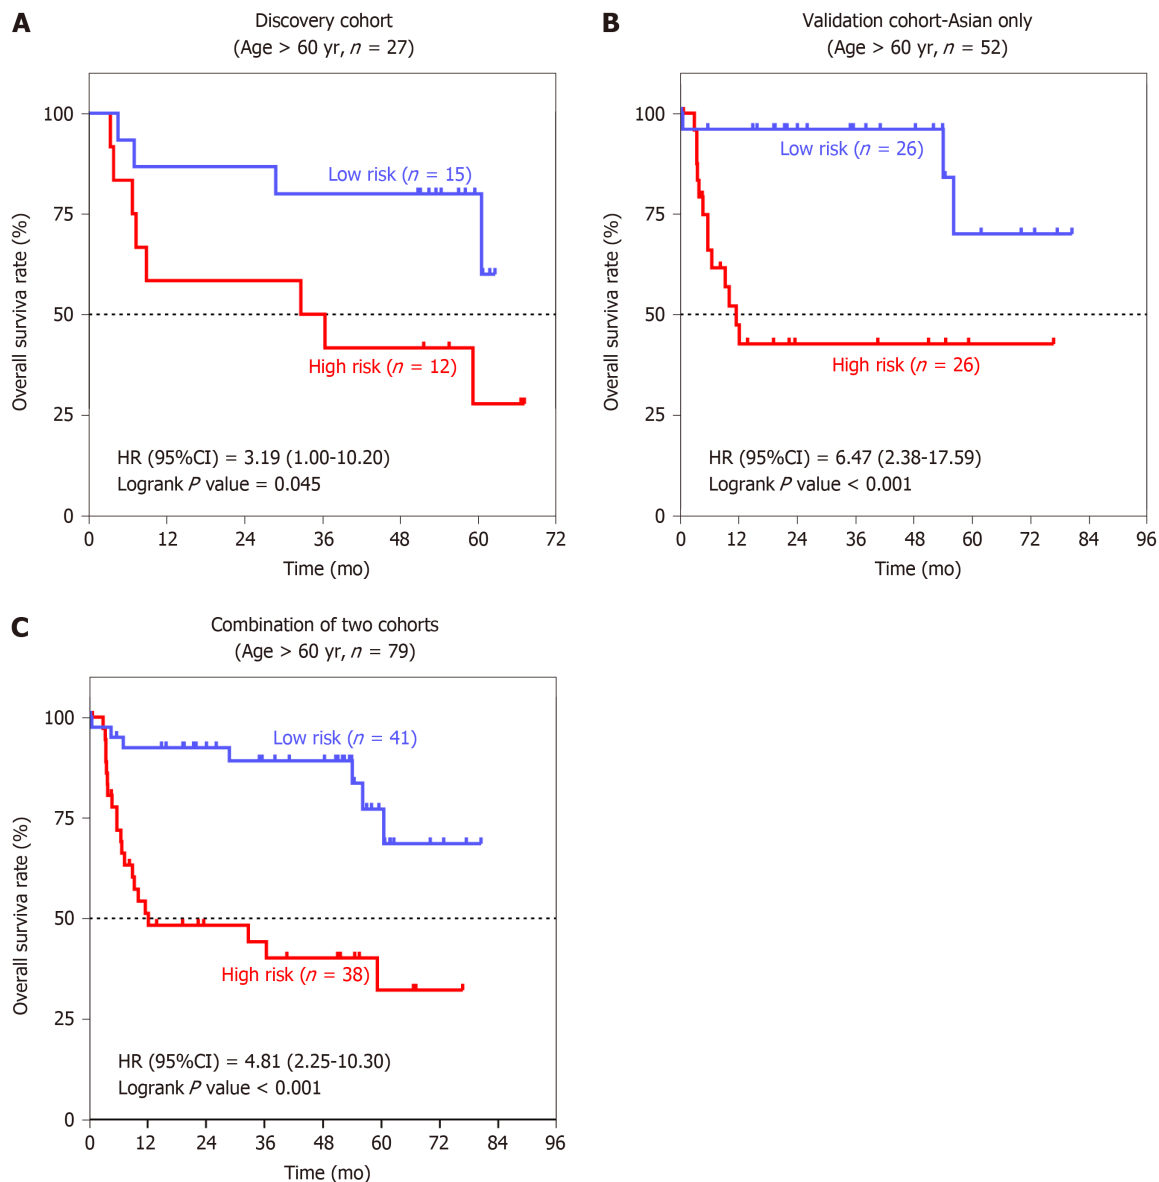 A
Discovery cohort
(Age > 60 yr, n = 27)
100
75
50
25
0
Overall surviva rate (%)
Low risk (n = 15)
High risk (n = 12)
HR (95%CI) = 3.19 (1.00-10.20)
Logrank P value = 0.045
0 12 24 36 48 60 72
Time (mo)
B
Validation cohort-Asian only
(Age > 60 yr, n = 52)
100
75
50
25
0
Overall surviva rate (%)
Low risk (n = 26)
High risk (n = 26)
HR (95%CI) = 6.47 (2.38-17.59)
Logrank P value < 0.001
0 12 24 36 48 60 72 84 96
Time (mo)
C
Combination of two cohorts
(Age > 60 yr, n = 79)
100
75
50
25
0
Overall surviva rate (%)
Low risk (n = 41)
High risk (n = 38)
HR (95%CI) = 4.81 (2.25-10.30)
Logrank P value < 0.001
0 12 24 36 48 60 72 84 96
Time (mo)